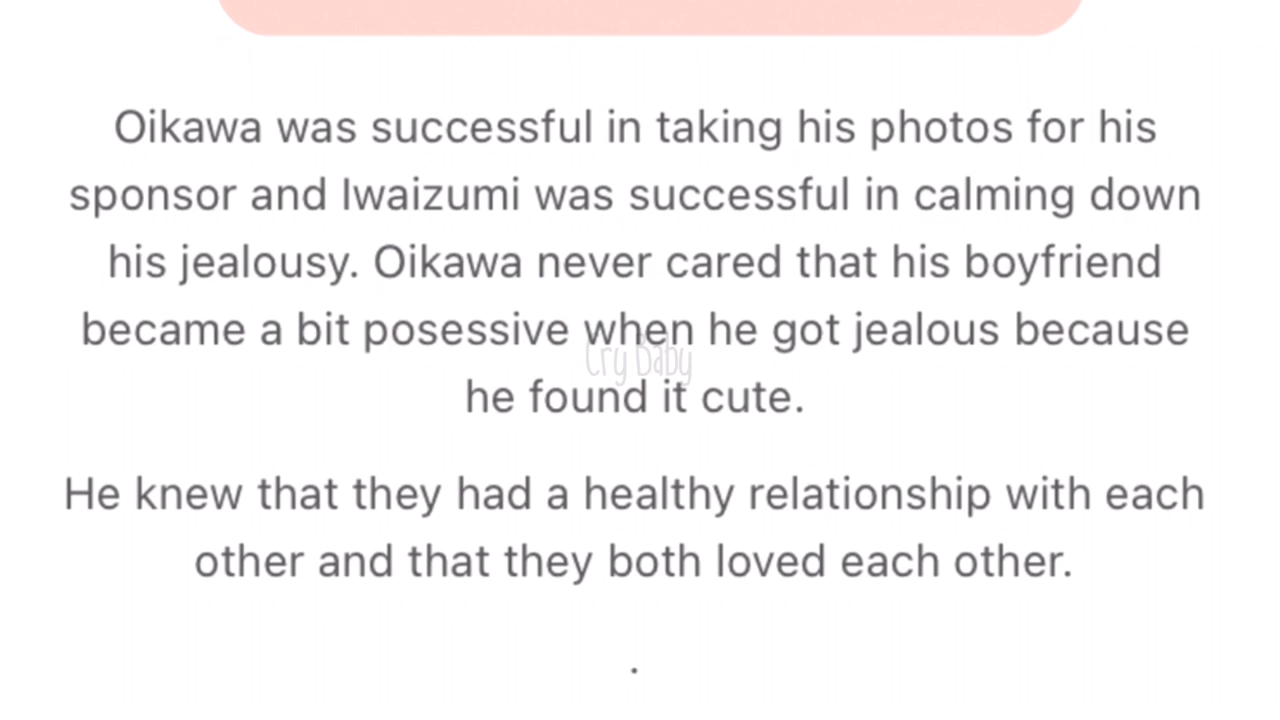 Oikawa was successful in taking his photos for his
sponsor and Iwaizumi was successful in calming down
his jealousy. Oikawa never cared that his boyfriend
became a bit posessive when he got jealous because
Cry Baby
he found it cute.
He knew that they had a healthy relationship with each
other and that they both loved each other.
.